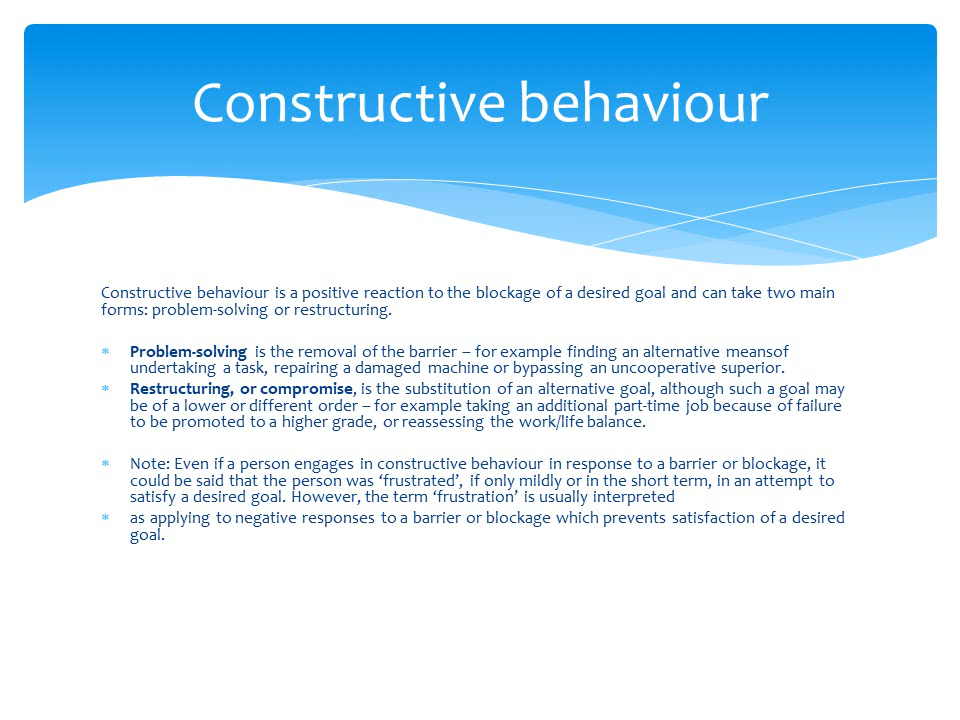 Constructive behaviour
Constructive behaviour is a positive reaction to the blockage of a desired goal and can take two main
forms: problem-solving or restructuring.
* Problem-solving is the removal of the barrier – for example finding an alternative meansof
undertaking a task, repairing a damaged machine or bypassing an uncooperative superior.
* Restructuring, or compromise, is the substitution of an alternative goal, although such a goal may
be of a lower or different order – for example taking an additional part-time job because of failure
to be promoted to a higher grade, or reassessing the work/life balance.
* Note: Even if a person engages in constructive behaviour in response to a barrier or blockage, it
could be said that the person was ‘frustrated’, if only mildly or in the short term, in an attempt to
satisfy a desired goal. However, the term ‘frustration’ is usually interpreted
* as applying to negative responses to a barrier or blockage which prevents satisfaction of a desired
goal.